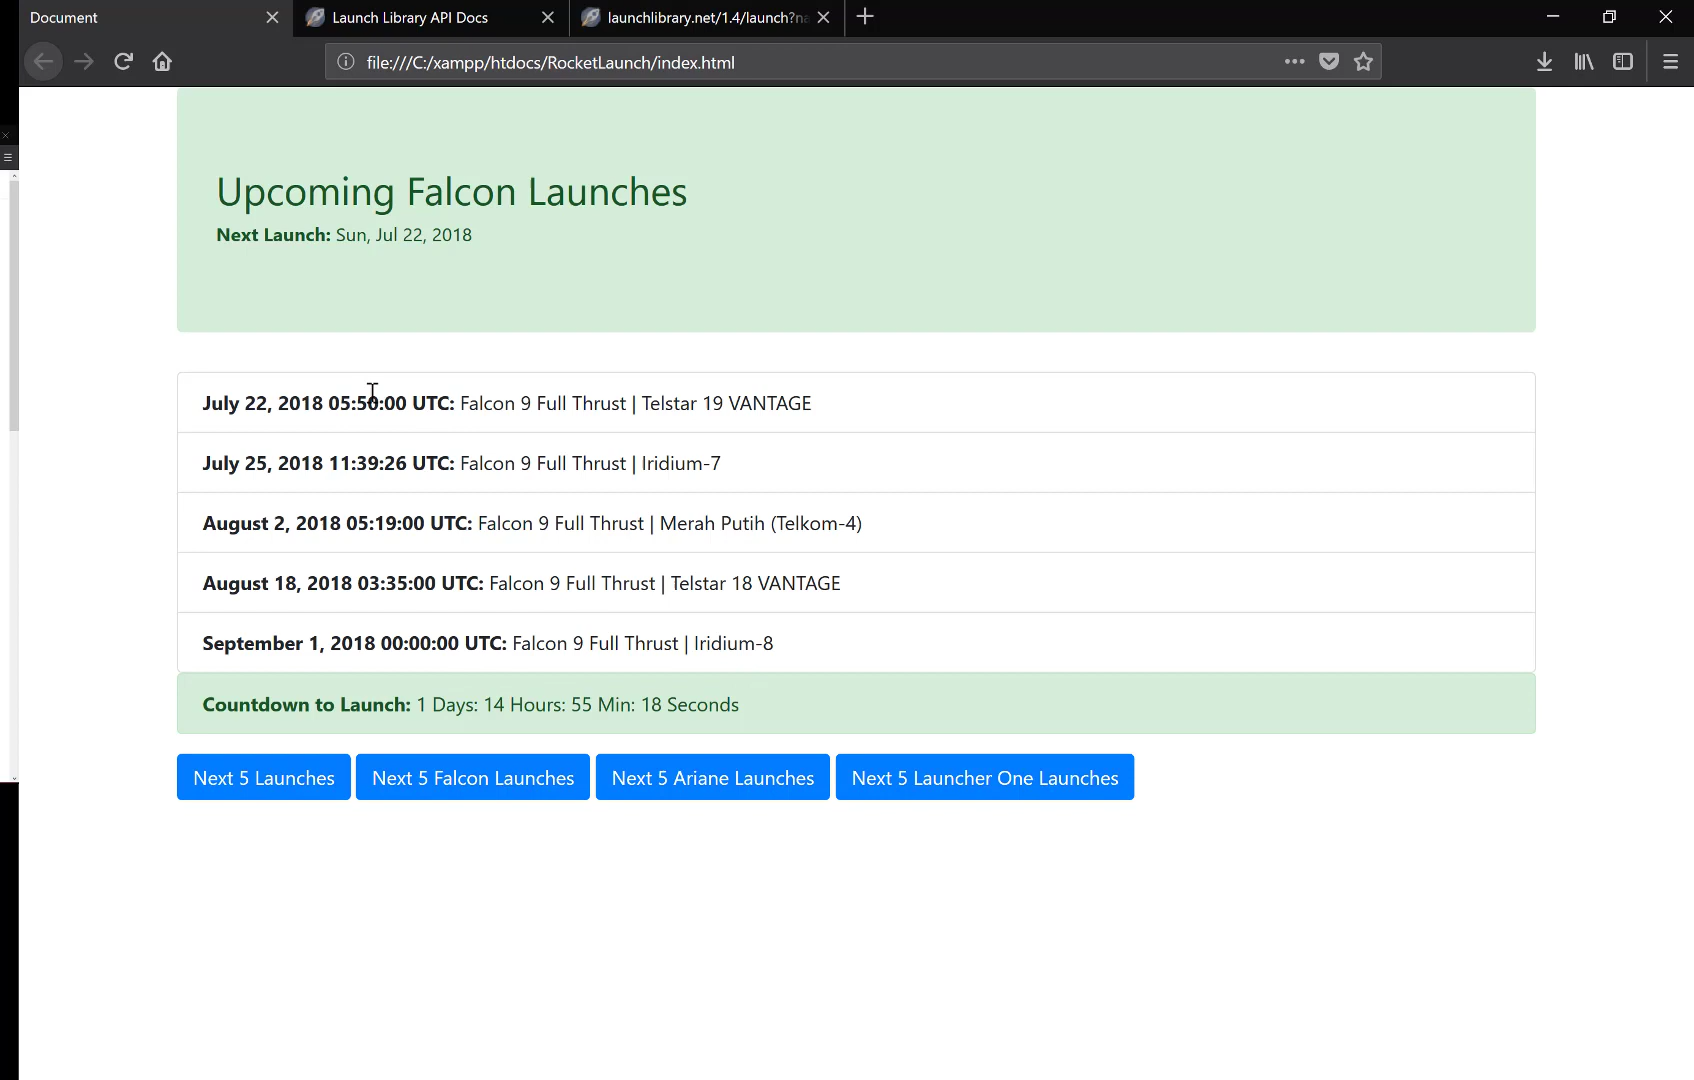 Document
Launch Library API Docs
launchlibrary.net/1.4/launch?na
file:///C:/xampp/htdocs/RocketLaunch/index.html
Upcoming Falcon Launches
Next Launch: Sun, Jul 22, 2018
July 22, 2018 05:50:00 UTC: Falcon 9 Full Thrust | Telstar 19 VANTAGE
July 25, 2018 11:39:26 UTC: Falcon 9 Full Thrust | Iridium-7
August 2, 2018 05:19:00 UTC: Falcon 9 Full Thrust | Merah Putih (Telkom-4)
August 18, 2018 03:35:00 UTC: Falcon 9 Full Thrust | Telstar 18 VANTAGE
September 1, 2018 00:00:00 UTC: Falcon 9 Full Thrust | Iridium-8
Countdown to Launch: 1 Days: 14 Hours: 55 Min: 18 Seconds
Next 5 Launches
Next 5 Falcon Launches
Next 5 Ariane Launches
Next 5 Launcher One Launches